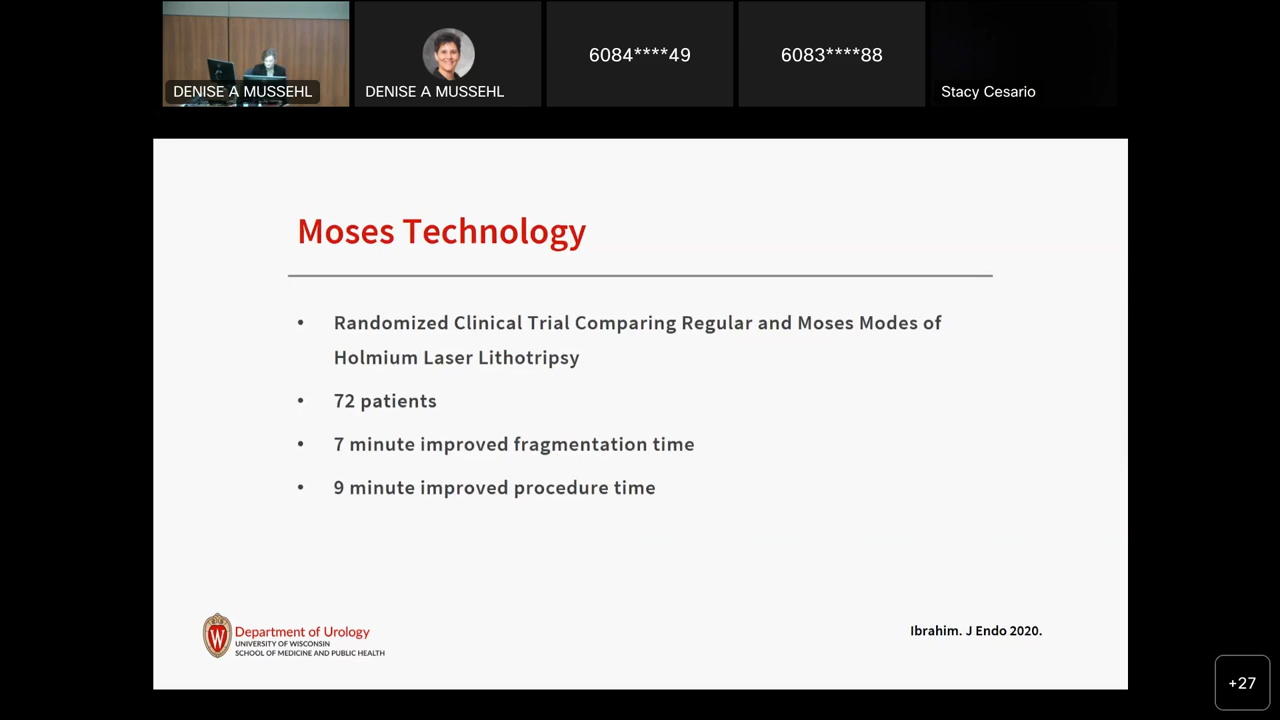 DENISE A MUSSEHL
DENISE A MUSSEHL
6084****49
6083****88
Stacy Cesario
Moses Technology
• Randomized Clinical Trial Comparing Regular and Moses Modes of
Holmium Laser Lithotripsy
• 72 patients
• 7 minute improved fragmentation time
• 9 minute improved procedure time
W
Department of Urology
UNIVERSITY OF WISCONSIN
SCHOOL OF MEDICINE AND PUBLIC HEALTH
Ibrahim. J Endo 2020.
+27